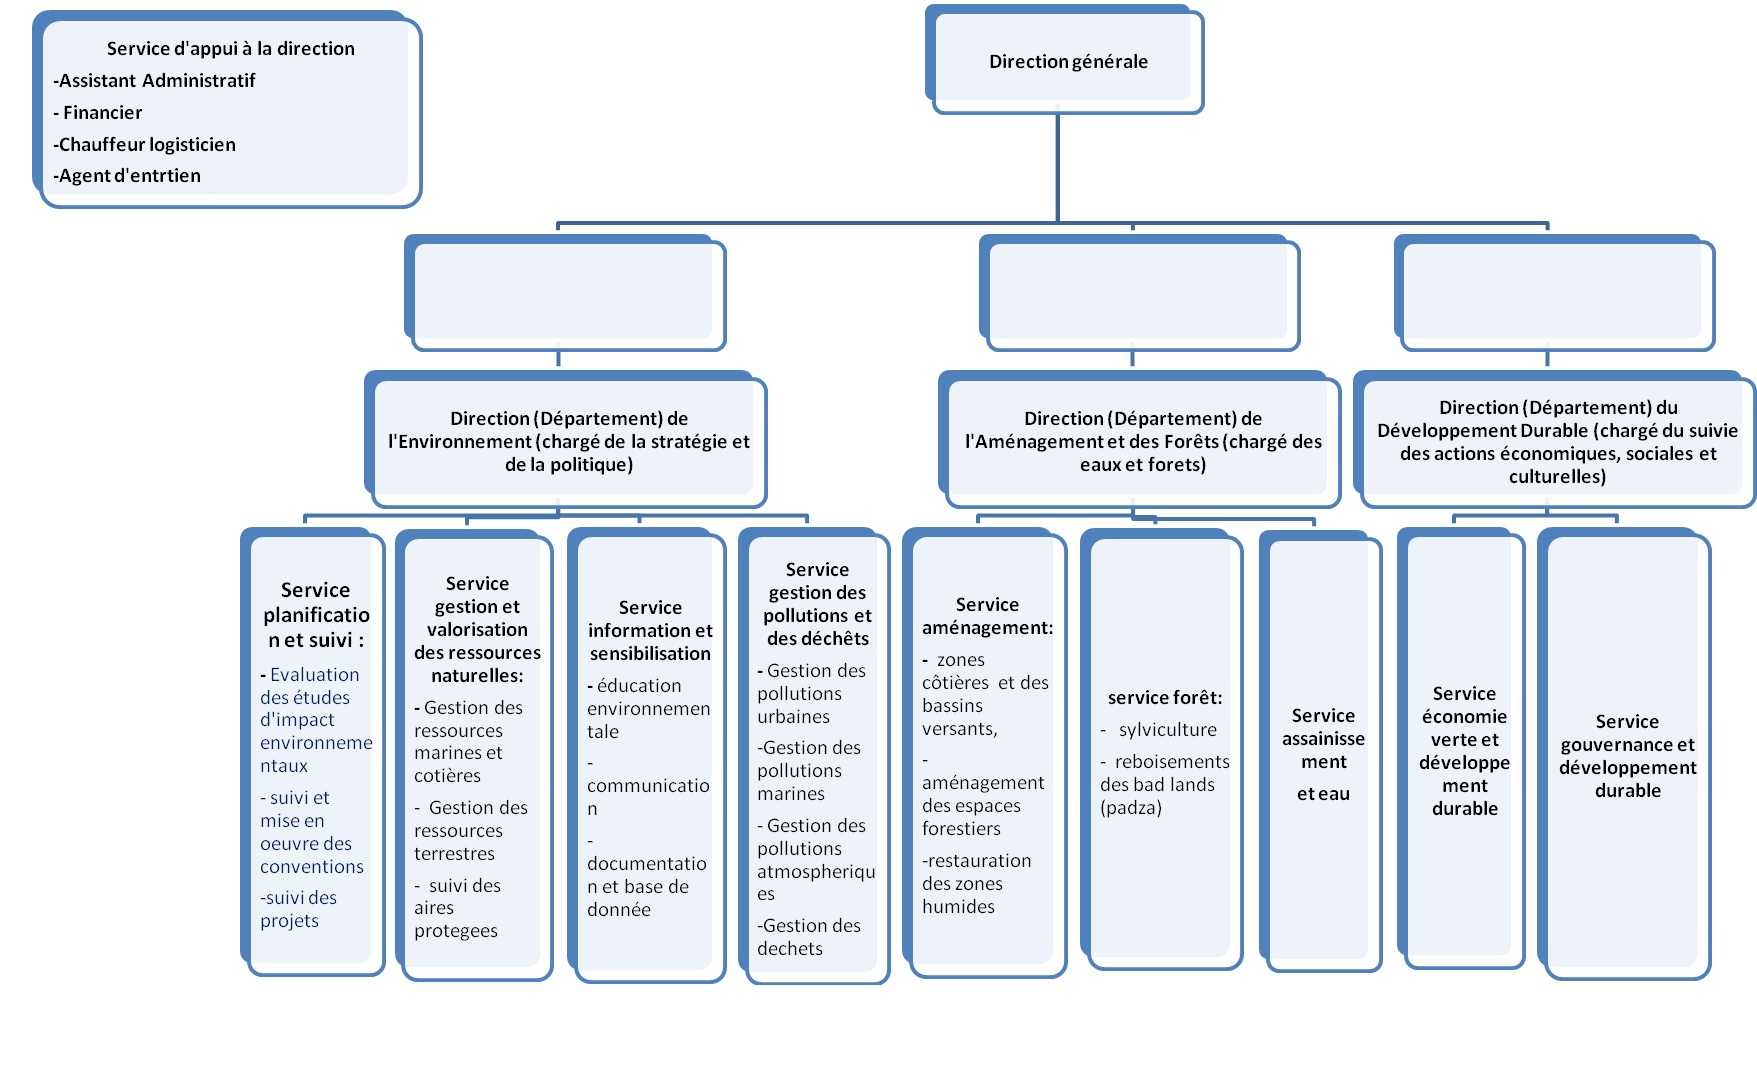 Service d'appui à la direction
-Assistant Administratif
- Financier
-Chauffeur logisticien
-Agent d'entrtien
Direction générale
Direction (Département) de
l'Environnement (chargé de la stratégie et
de la politique)
Direction (Département) de
l'Aménagement et des Forêts (chargé des
eaux et forets)
Direction (Département) du
Développement Durable (chargé du suivie
des actions économiques, sociales et
culturelles)
Service
planificatio
n et suivi :
- Evaluation
des études
d'impact
environneme
ntaux
- suivi et
mise en
oeuvre des
conventions
-suivi des
projets
Service
gestion et
valorisation
des ressources
naturelles:
- Gestion des
ressources
marines et
cotières
- Gestion des
ressources
terrestres
- suivi des
aires
protegees
Service
information et
sensibilisation
- éducation
environnemen
tale
-
communicatio
n
-
documentatio
n et base de
donnée
Service
gestion des
pollutions et
des déchêts
- Gestion des
pollutions
urbaines
-Gestion des
pollutions
marines
- Gestion des
pollutions
atmospheriqu
es
-Gestion des
dechets
Service
aménagement:
- zones
côtières et des
bassins
versants,
-
aménagement
des espaces
forestiers
-restauration
des zones
humides
service forêt:
- sylviculture
- reboisements
des bad lands
(padza)
Service
assainisse
ment
et eau
Service
économie
verte et
développe
ment
durable
Service
gouvernance et
développement
durable